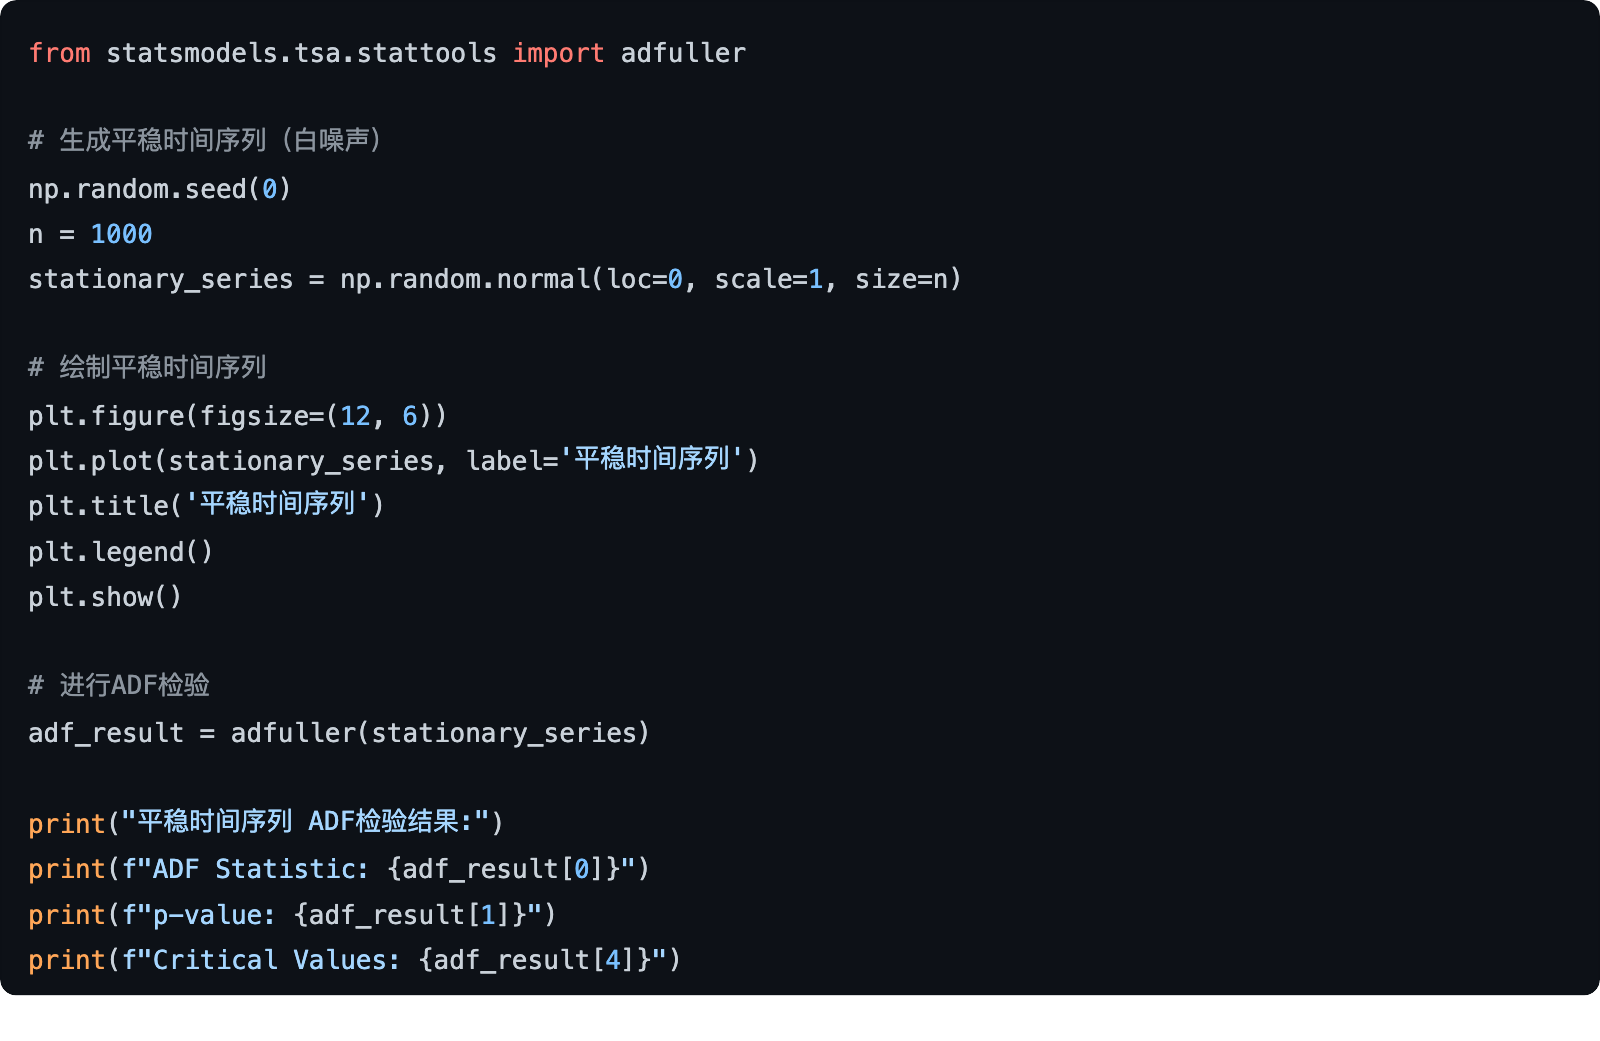 from statsmodels.tsa.stattools import adfuller
# 生成平稳时间序列（白噪声）
np.random.seed(0)
n = 1000
stationary_series = np.random.normal(loc=0, scale=1, size=n)
# 绘制平稳时间序列
plt.figure(figsize=(12, 6))
plt.plot(stationary_series, label='平稳时间序列')
plt.title('平稳时间序列')
plt.legend()
plt.show()
# 进行ADF检验
adf_result = adfuller(stationary_series)
print("平稳时间序列 ADF检验结果:")
print(f"ADF Statistic: {adf_result[0]}")
print(f"p-value: {adf_result[1]}")
print(f"Critical Values: {adf_result[4]}")